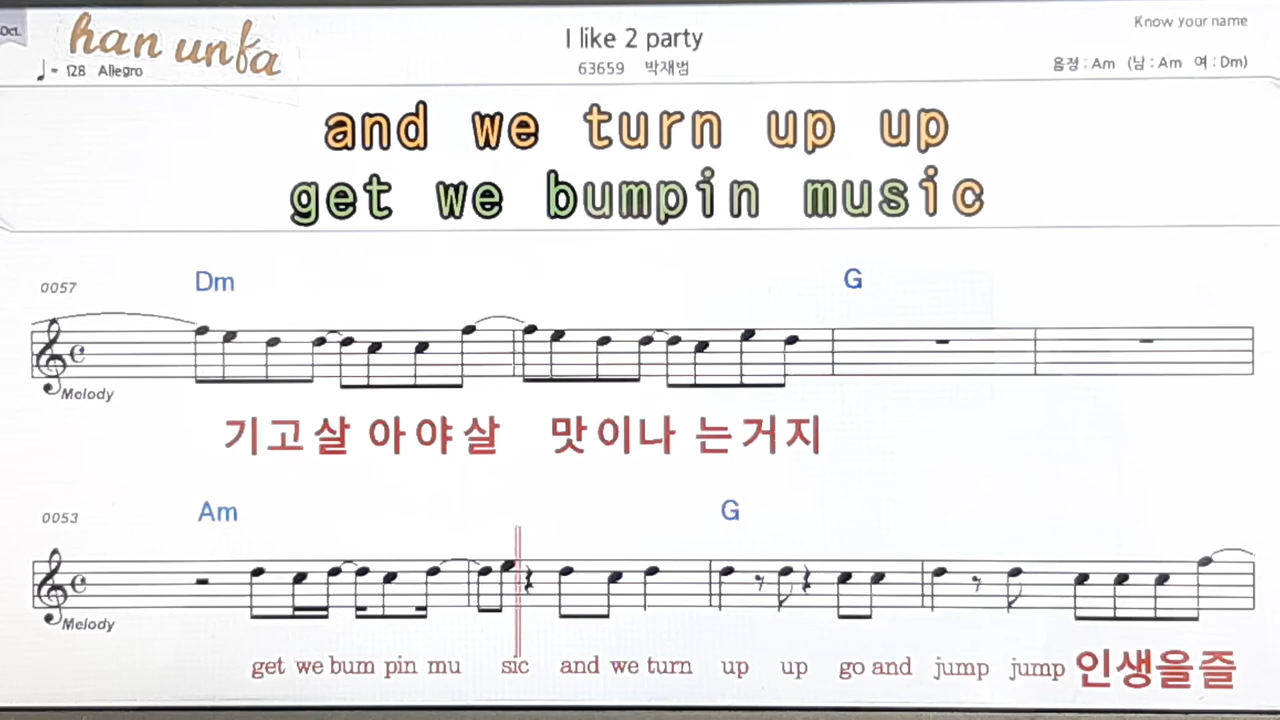 Oct.
han unfa
♩= 128 Allegro
I like 2 party
63659 박재범
Know your name
음정 : Am (남 : Am 여 : Dm)
and we turn up up
get we bumpin music
0057
Dm
G
Melody
기고살 아야살 맛이나 는거지
0053
Am
G
Melody
get we bum pin mu sic and we turn up up go and jump jump 인생을즐